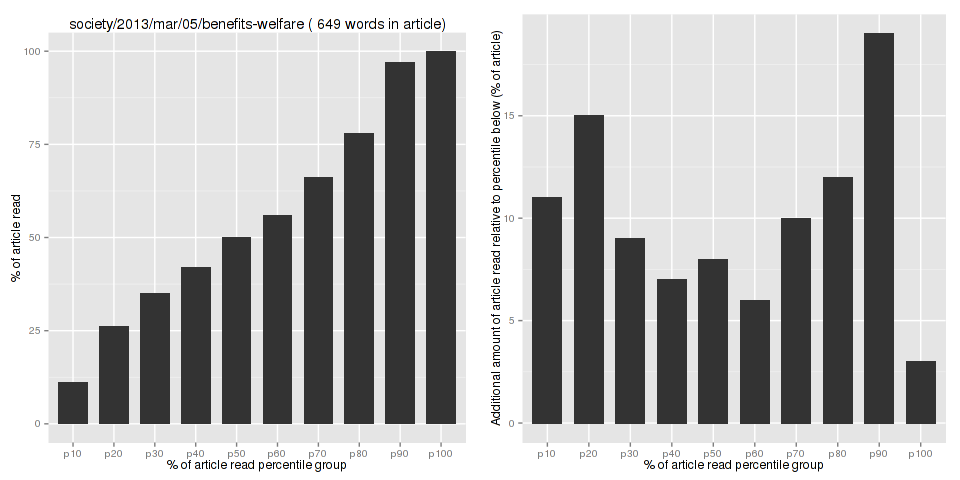 society/2013/mar/05/benefits-welfare ( 649 words in article)
% of article read
100
75
50
25
0
p10 p20 p30 p40 p50 p60 p70 p80 p90 p100
% of article read percentile group
Additional amount of article read relative to percentile below (% of article)
15
10
5
0
p10 p20 p30 p40 p50 p60 p70 p80 p90 p100
% of article read percentile group